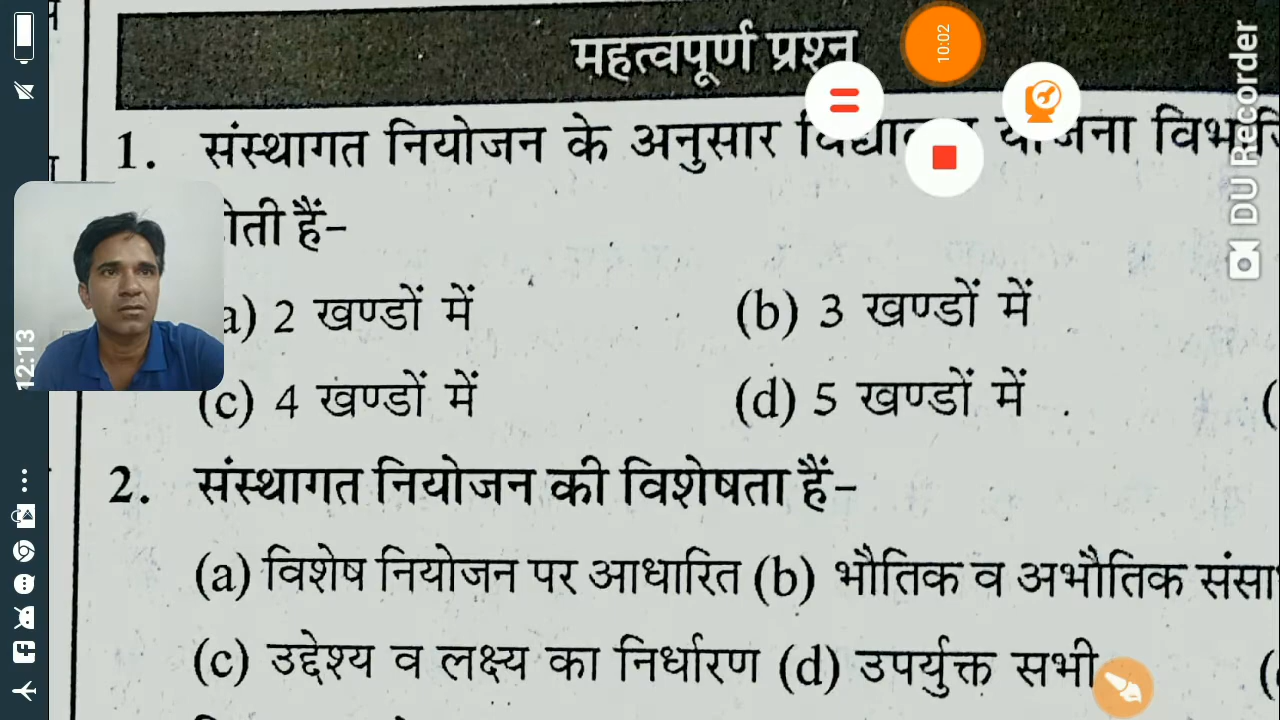 महत्वपूर्ण प्रश्न
10:02
1. संस्थागत नियोजन के अनुसार
हैं-
a) 2 खण्डों में (b) 3 खण्डों में
(c) 4 खण्डों में (d) 5 खण्डों में
2. संस्थागत नियोजन की विशेषता हैं-
(a) विशेष नियोजन पर आधारित (b) भौतिक व अभौतिक
(c) उद्देश्य व लक्ष्य का निर्धारण (d) उपर्युक्त सभी
DU Recorder
12:13